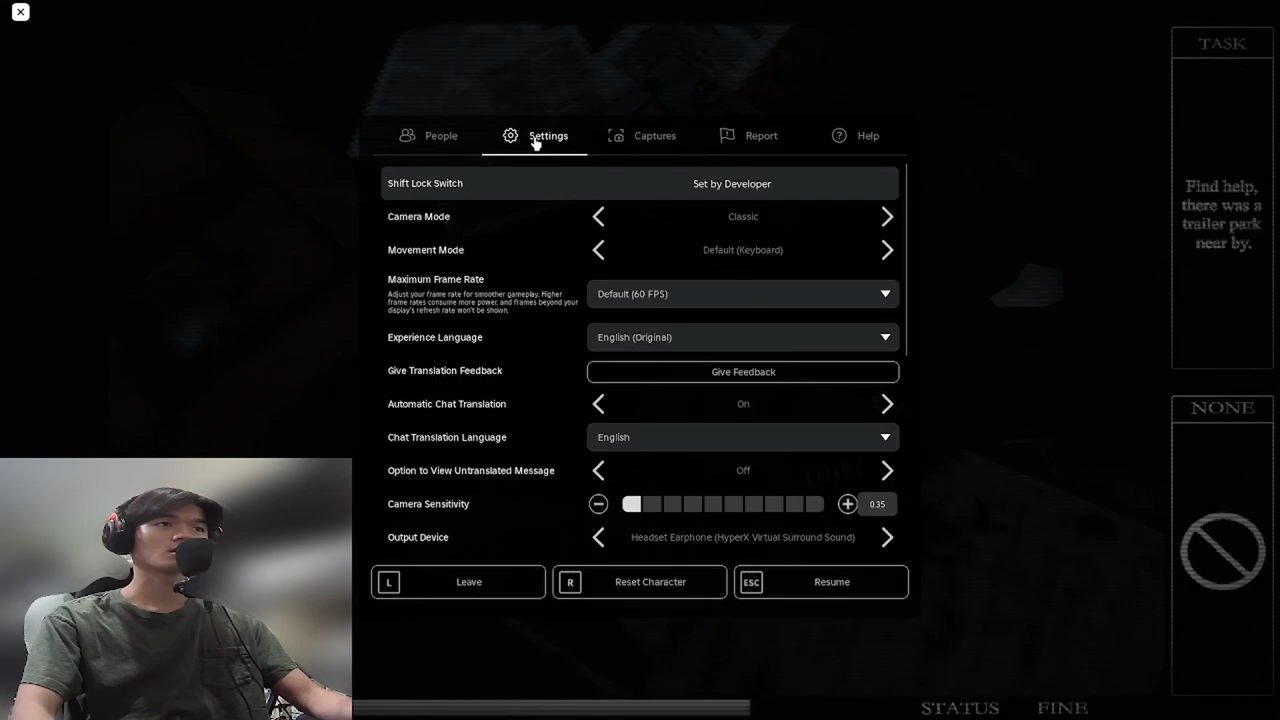 People
Settings
Captures
Report
Help
Shift Lock Switch
Set by Developer
Camera Mode
Classic
Movement Mode
Default (Keyboard)
Maximum Frame Rate
Adjust your frame rate for smoother gameplay. Higher
frame rates consume more power, and frames beyond your
display's refresh rate won't be shown.
Default (60 FPS)
Experience Language
English (Original)
Give Translation Feedback
Give Feedback
Automatic Chat Translation
On
Chat Translation Language
English
Option to View Untranslated Message
Off
Camera Sensitivity
0.35
Output Device
Headset Earphone (HyperX Virtual Surround Sound)
L
Leave
R
Reset Character
ESC
Resume
TASK
Find help,
there was a
trailer park
near by.
NONE
STATUS FINE